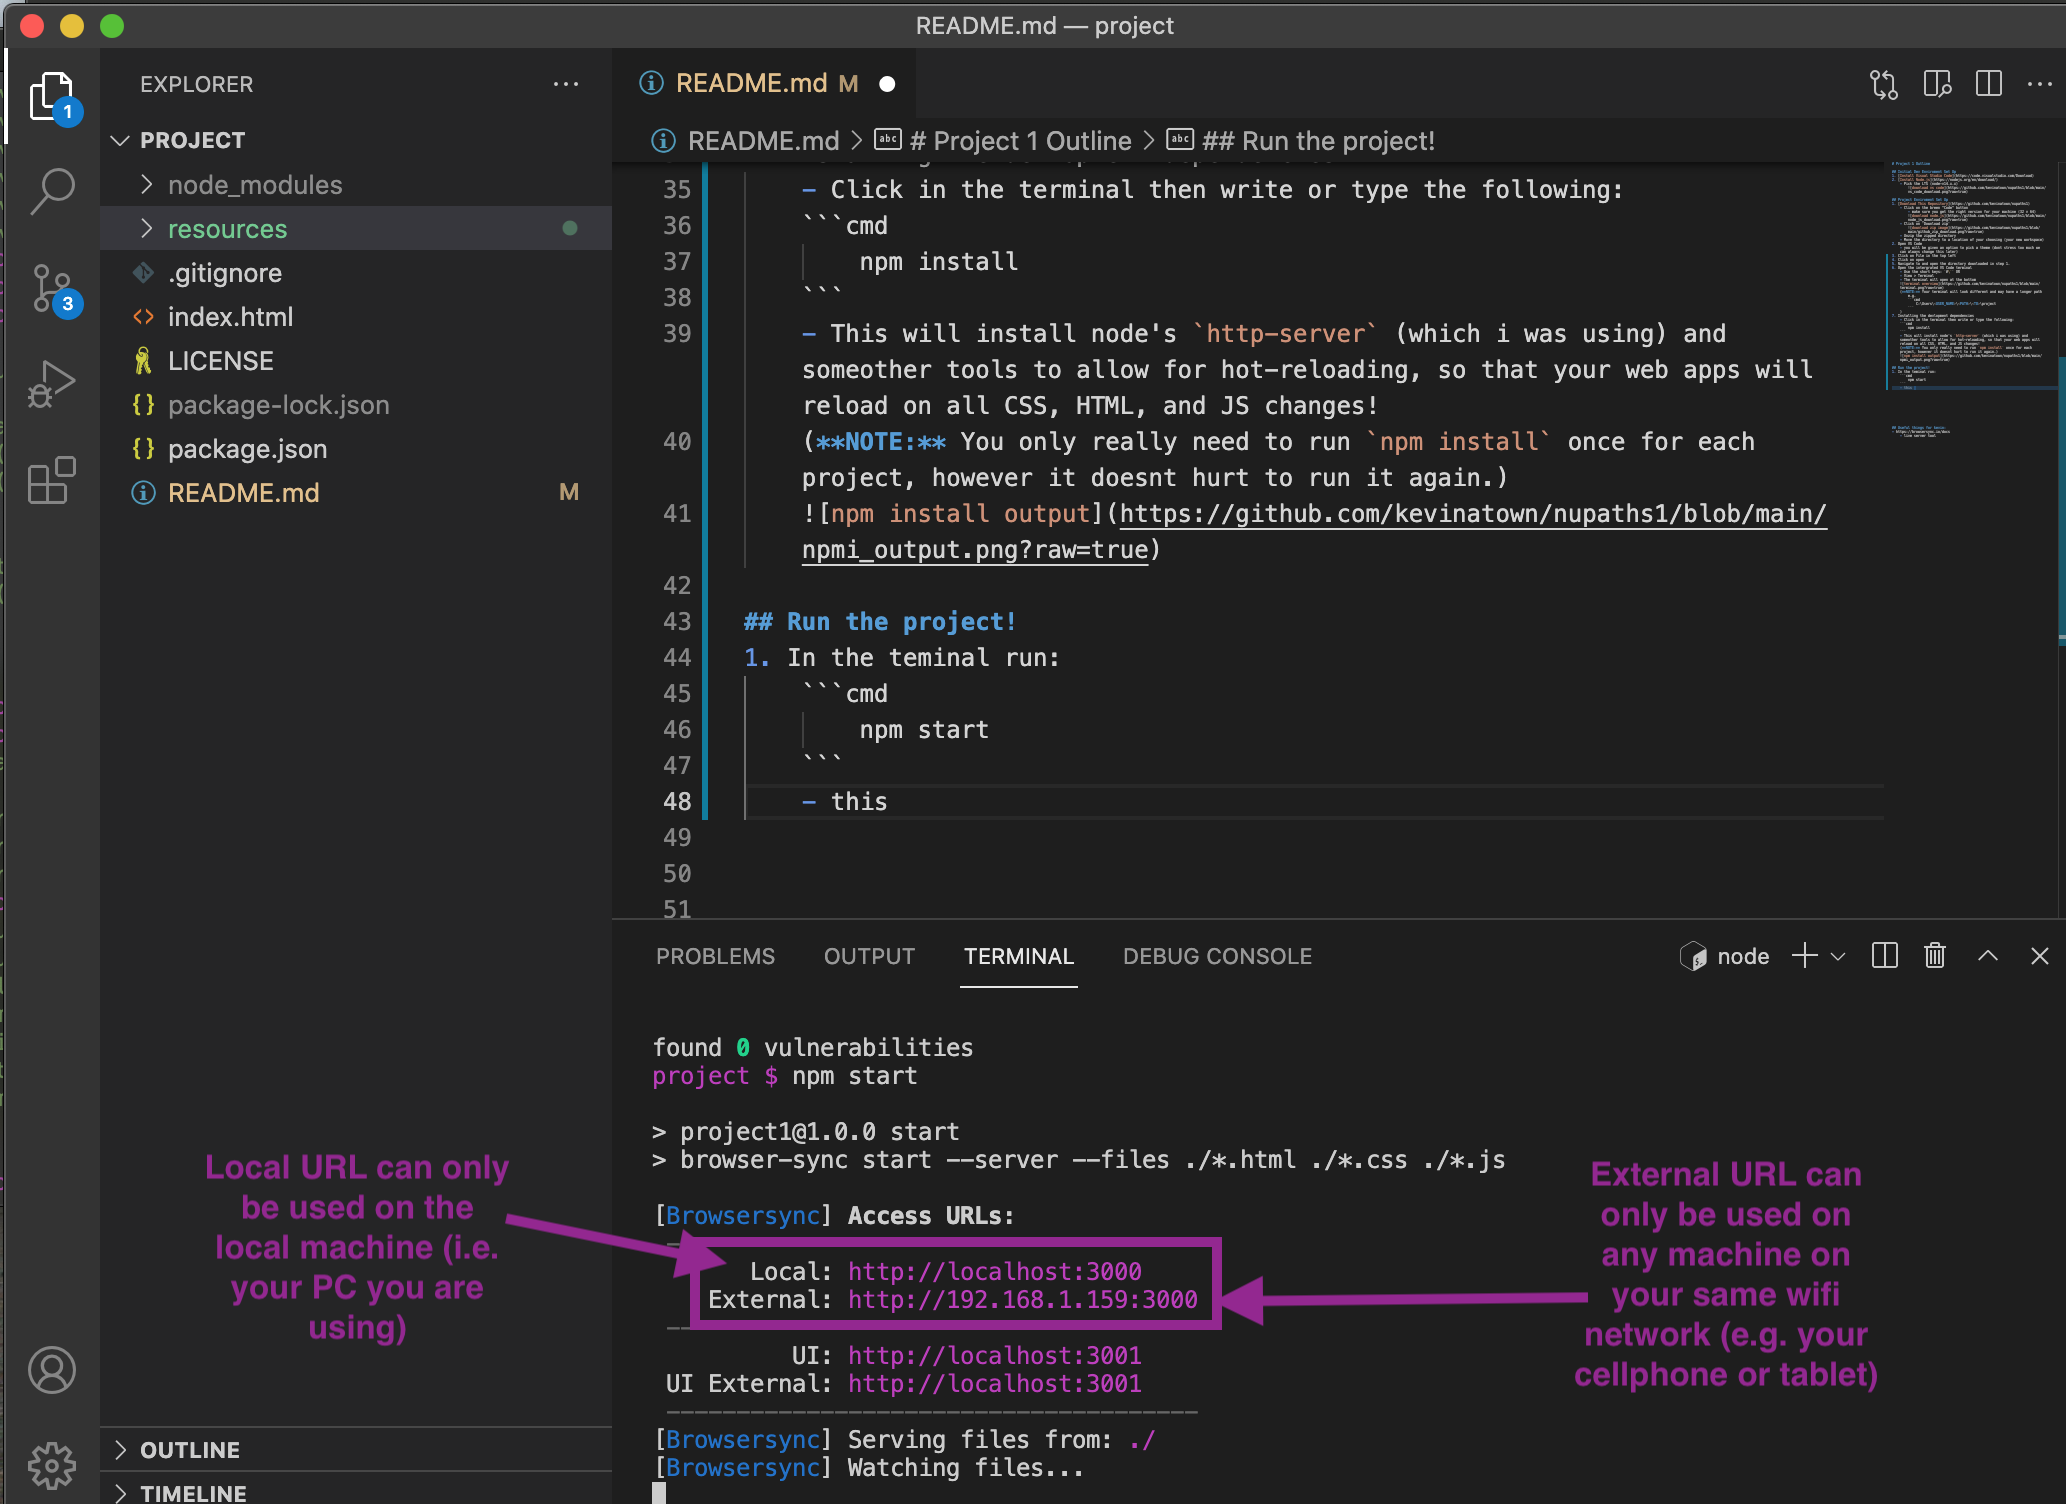 README.md — project
EXPLORER
1
PROJECT
node_modules
resources
.gitignore
index.html
LICENSE
package-lock.json
package.json
README.md M
3
OUTLINE
TIMELINE
README.md M
README.md > # Project 1 Outline > ## Run the project!
35 - Click in the terminal then write or type the following:
36 ```cmd
37 npm install
38 ```
39 - This will install node's `http-server` (which i was using) and
someother tools to allow for hot-reloading, so that your web apps will
reload on all CSS, HTML, and JS changes!
40 (**NOTE:** You only really need to run `npm install` once for each
project, however it doesnt hurt to run it again.)
41 ![npm install output](https://github.com/kevinatown/nupaths1/blob/main/
npmi_output.png?raw=true)
42
43 ## Run the project!
44 1. In the teminal run:
45 ```cmd
46 npm start
47 ```
48 - this
49
50
51
PROBLEMS OUTPUT TERMINAL DEBUG CONSOLE node
found 0 vulnerabilities
project $ npm start
> project1@1.0.0 start
> browser-sync start --server --files ./*.html ./*.css ./*.js
[Browsersync] Access URLs:
Local: http://localhost:3000
External: http://192.168.1.159:3000
UI: http://localhost:3001
UI External: http://localhost:3001
-----------------------------------
[Browsersync] Serving files from: ./
[Browsersync] Watching files...
Local URL can only
be used on the
local machine (i.e.
your PC you are
using)
External URL can
only be used on
any machine on
your same wifi
network (e.g. your
cellphone or tablet)